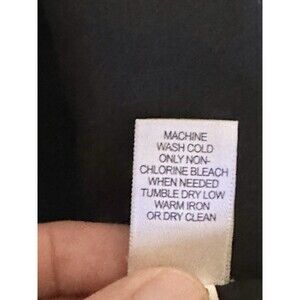 MACHINE
WASH COLD
ONLY NON-
CHLORINE BLEACH
WHEN NEEDED
TUMBLE DRY LOW
WARM IRON
OR DRY CLEAN